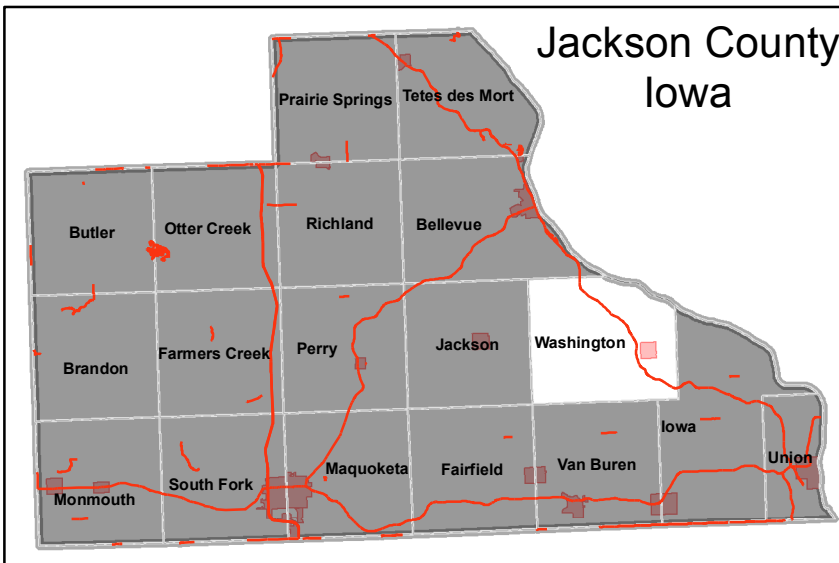 Jackson County
Iowa
Prairie Springs
Tetes des Mort
Butler
Otter Creek
Richland
Bellevue
Brandon
Farmers Creek
Perry
Jackson
Washington
Iowa
Monmouth
South Fork
Maquoketa
Fairfield
Van Buren
Union